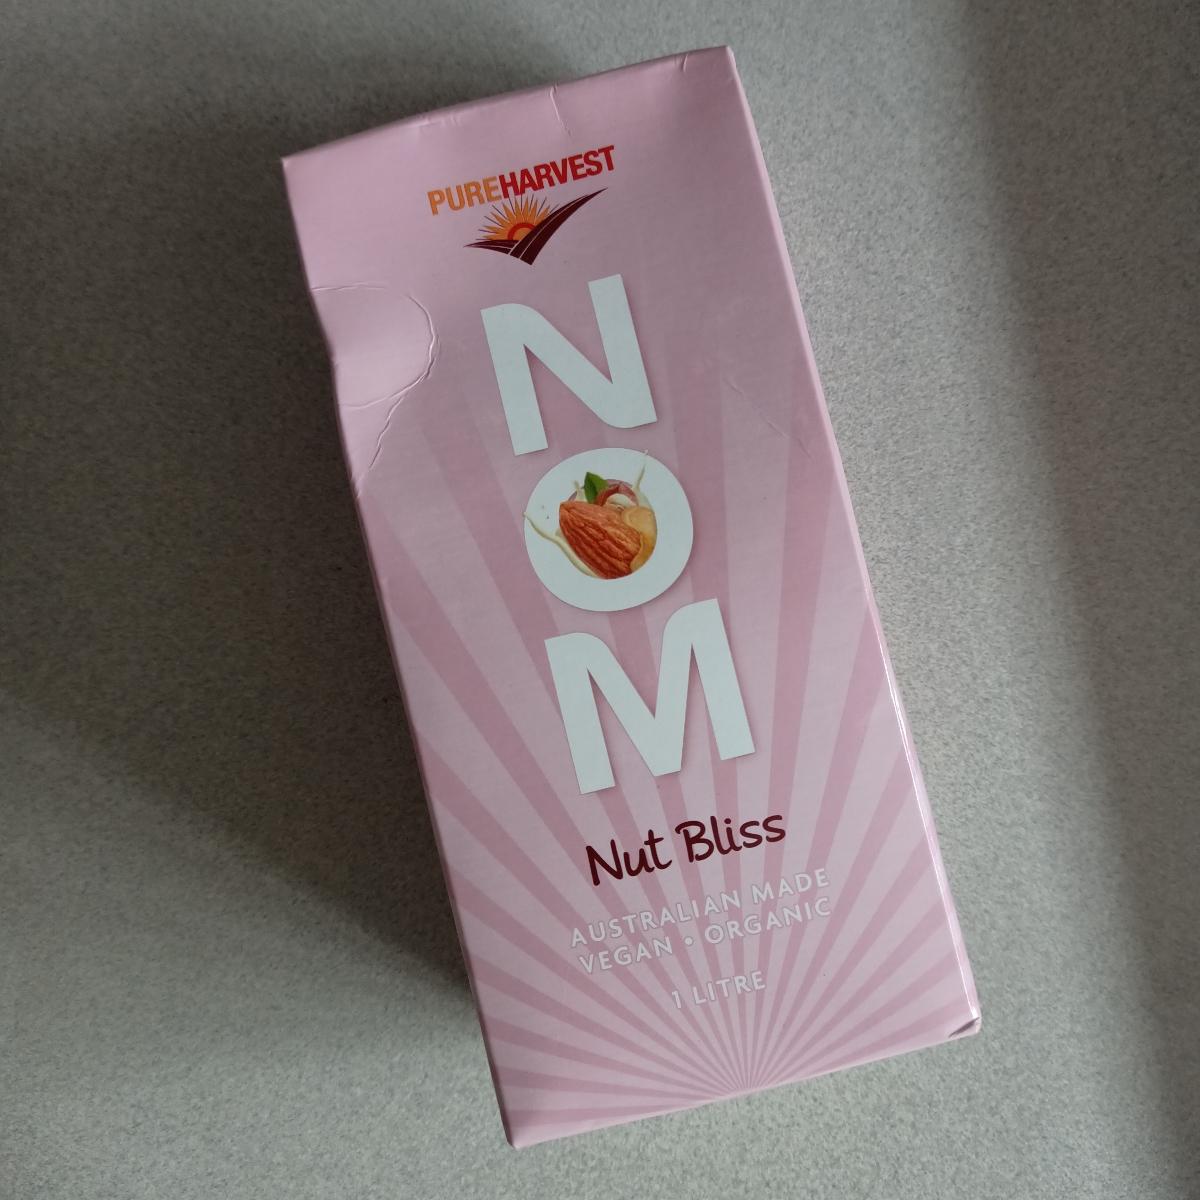 PUREHARVEST
NOM
Nut Bliss
AUSTRALIAN MADE
VEGAN • ORGANIC
1 LITRE